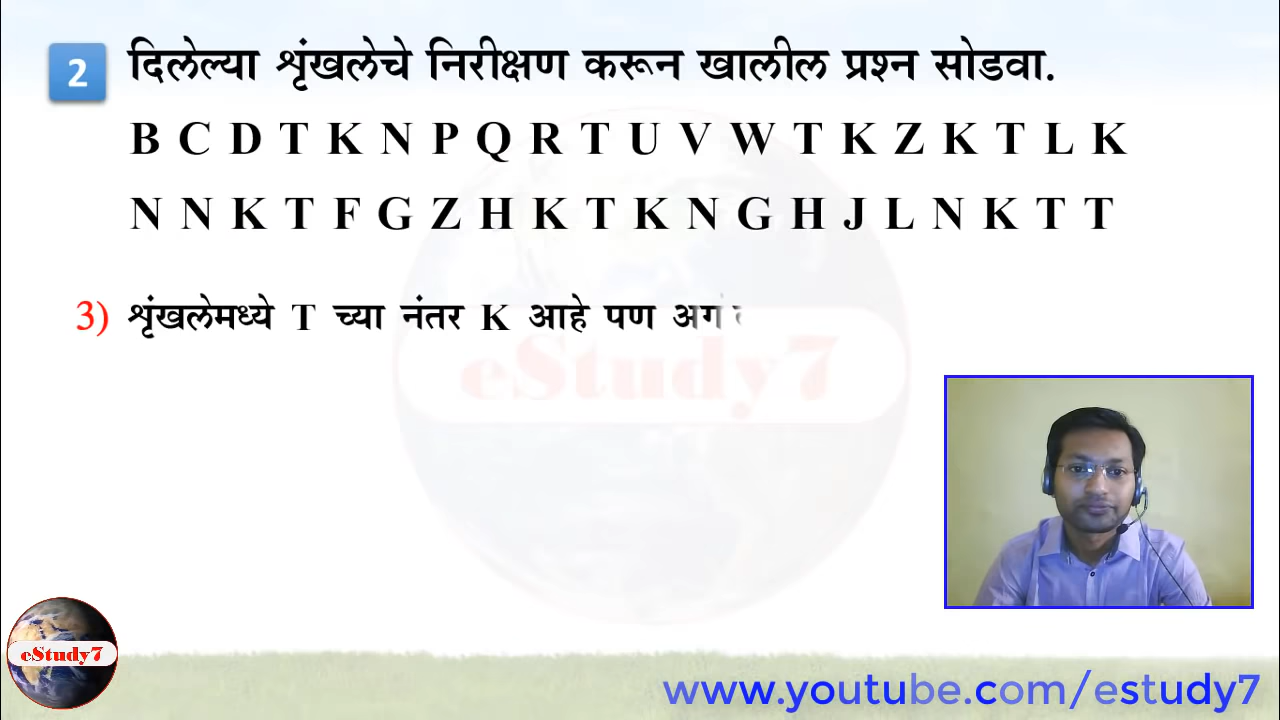 2 दिलेल्या शृंखलेचे निरीक्षण करून खालील प्रश्न सोडवा.
B C D T K N P Q R T U V W T K Z K T L K
N N K T F G Z H K T K N G H J L N K T T
3) शृंखलेमध्ये T च्या नंतर K आहे पण
eStudy7
eStudy7
www.youtube.com/estudy7